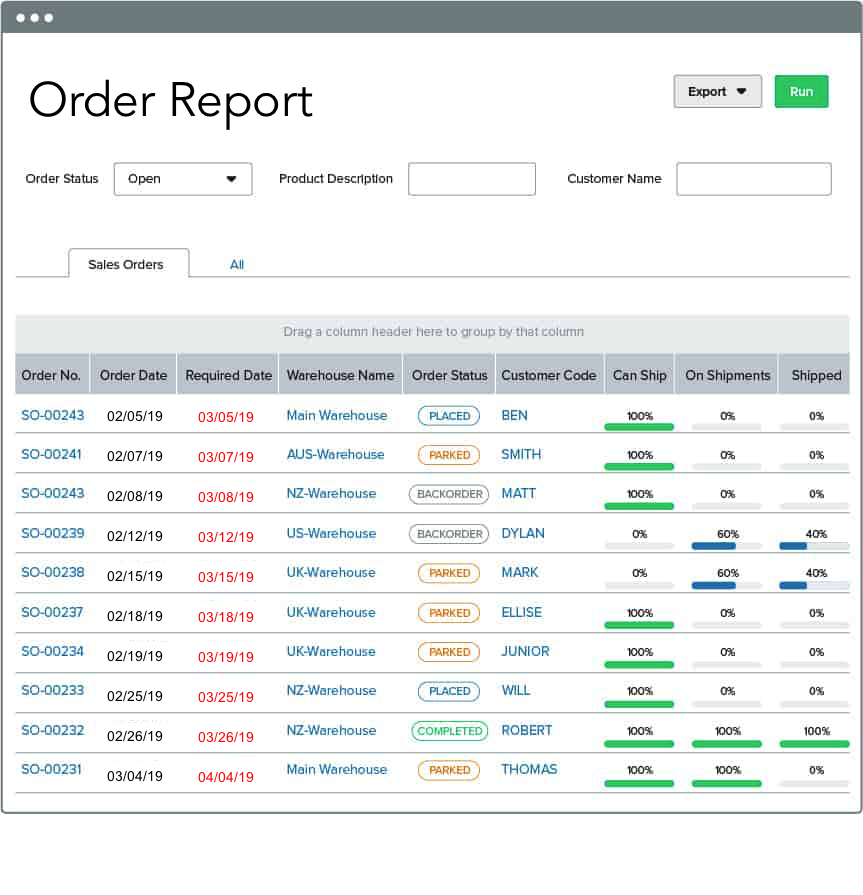 Order Report
Export Run
Order Status Open Product Description Customer Name
Sales Orders All
Drag a column header here to group by that column
Order No. Order Date Required Date Warehouse Name Order Status Customer Code Can Ship On Shipments Shipped
SO-00243 02/05/19 03/05/19 Main Warehouse PLACED BEN 100% 0% 0%
SO-00241 02/07/19 03/07/19 AUS-Warehouse PARKED SMITH 100% 0% 0%
SO-00243 02/08/19 03/08/19 NZ-Warehouse BACKORDER MATT 100% 0% 0%
SO-00239 02/12/19 03/12/19 US-Warehouse BACKORDER DYLAN 0% 60% 40%
SO-00238 02/15/19 03/15/19 UK-Warehouse PARKED MARK 0% 60% 40%
SO-00237 02/18/19 03/18/19 UK-Warehouse PARKED ELLISE 100% 0% 0%
SO-00234 02/19/19 03/19/19 UK-Warehouse PARKED JUNIOR 100% 0% 0%
SO-00233 02/25/19 03/25/19 NZ-Warehouse PLACED WILL 100% 0% 0%
SO-00232 02/26/19 03/26/19 NZ-Warehouse COMPLETED ROBERT 100% 100% 100%
SO-00231 03/04/19 04/04/19 Main Warehouse PARKED THOMAS 100% 100% 0%